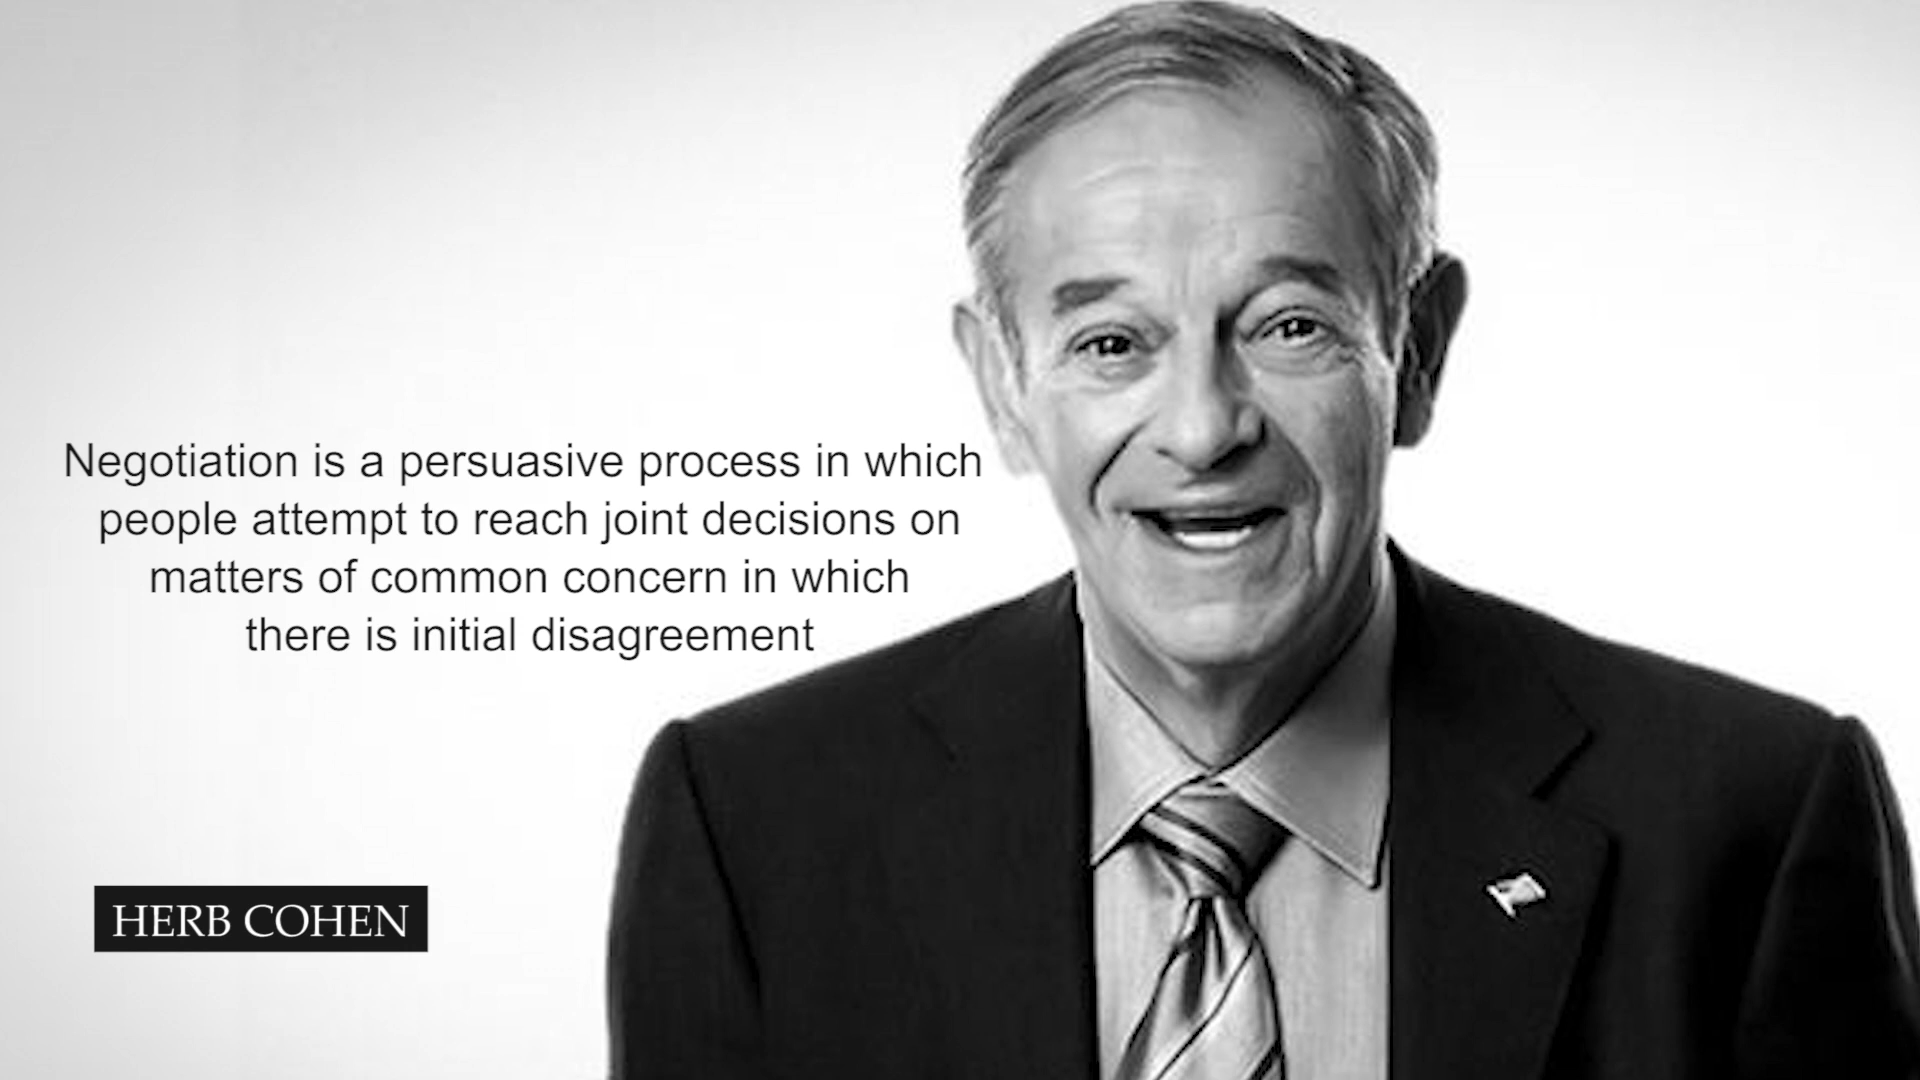 Negotiation is a persuasive process in which
people attempt to reach joint decisions on
matters of common concern in which
there is initial disagreement
HERB COHEN